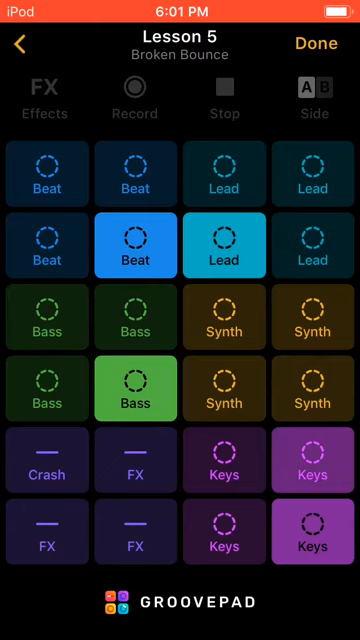 iPod 6:01 PM
Lesson 5
Broken Bounce
Done
FX A B
Effects Record Stop Side
Beat Beat Lead Lead
Beat Beat Lead Lead
Bass Bass Synth Synth
Bass Bass Synth Synth
Crash FX Keys Keys
FX FX Keys Keys
GROOVEPAD